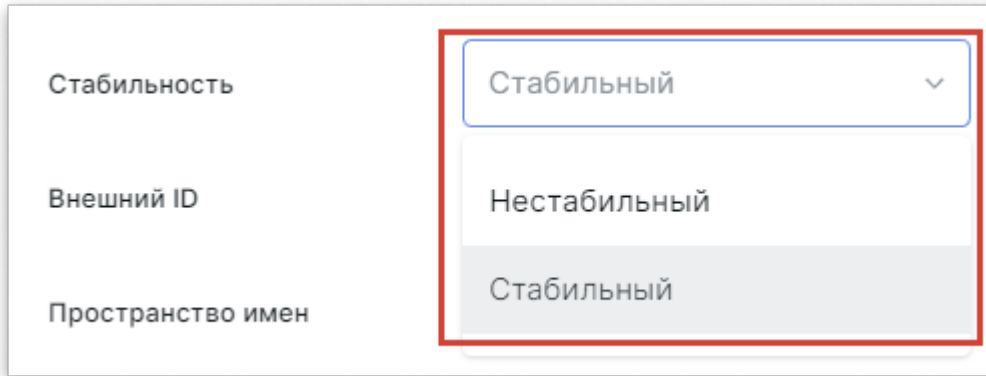 Стабильность
Стабильный
Внешний ID
Нестабильный
Стабильный
Пространство имен